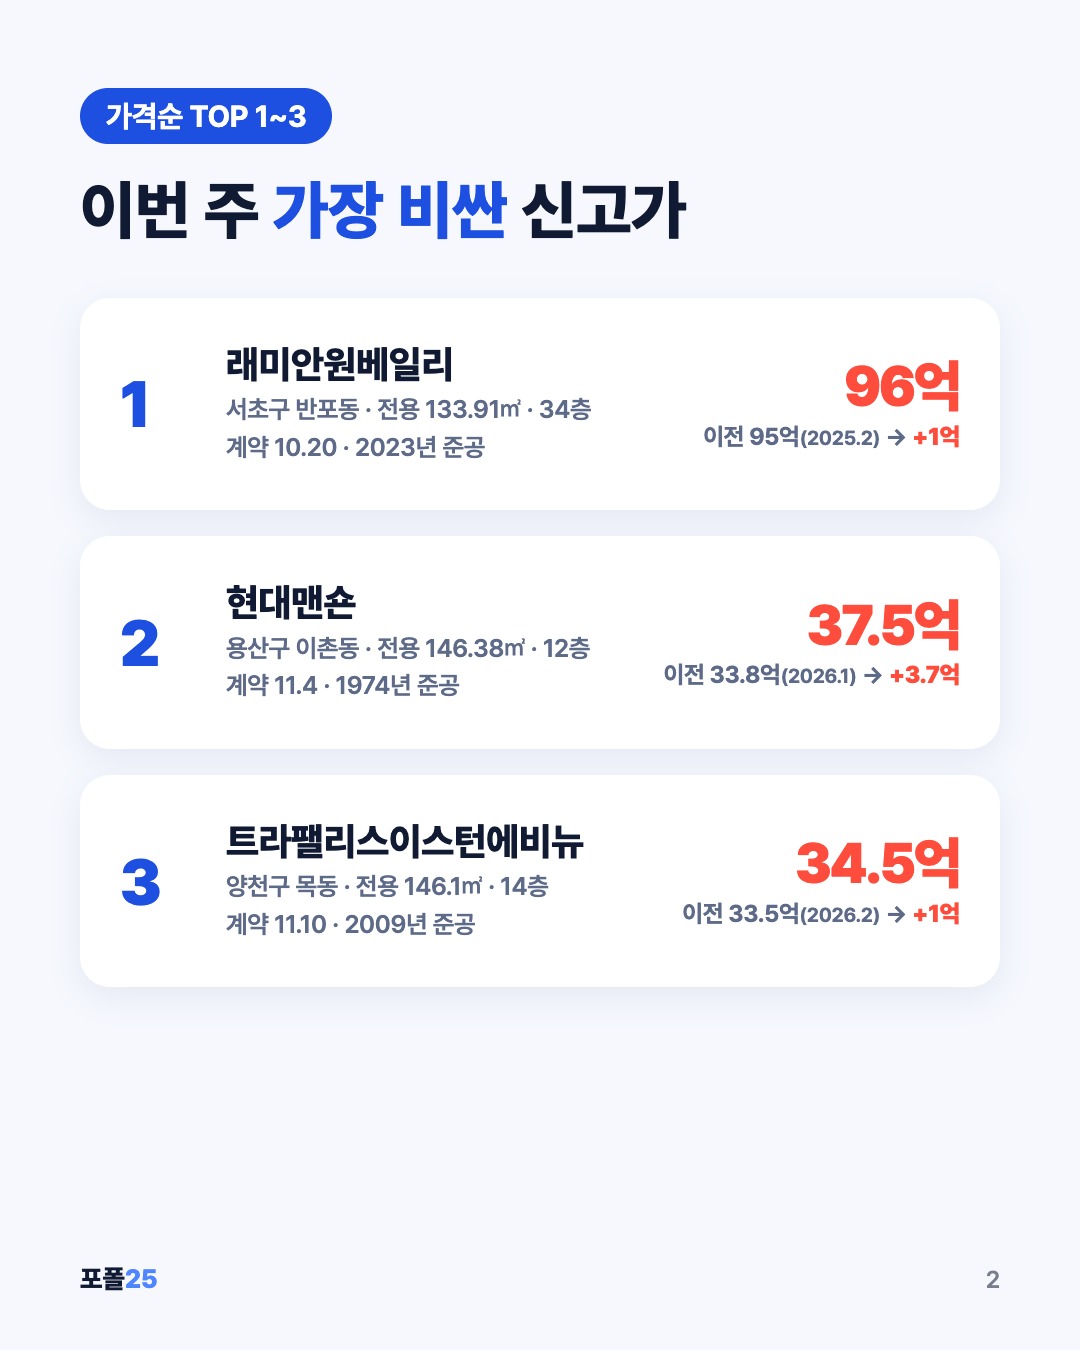 가격순 TOP 1~3
이번 주 가장 비싼 신고가
1
래미안원베일리
서초구 반포동 · 전용 133.91㎡ · 34층
계약 10.20 · 2023년 준공
96억
이전 95억(2025.2) → +1억
2
현대맨숀
용산구 이촌동 · 전용 146.38㎡ · 12층
계약 11.4 · 1974년 준공
37.5억
이전 33.8억(2026.1) → +3.7억
3
트라팰리스이스턴에비뉴
양천구 목동 · 전용 146.1㎡ · 14층
계약 11.10 · 2009년 준공
34.5억
이전 33.5억(2026.2) → +1억
포폴25
2